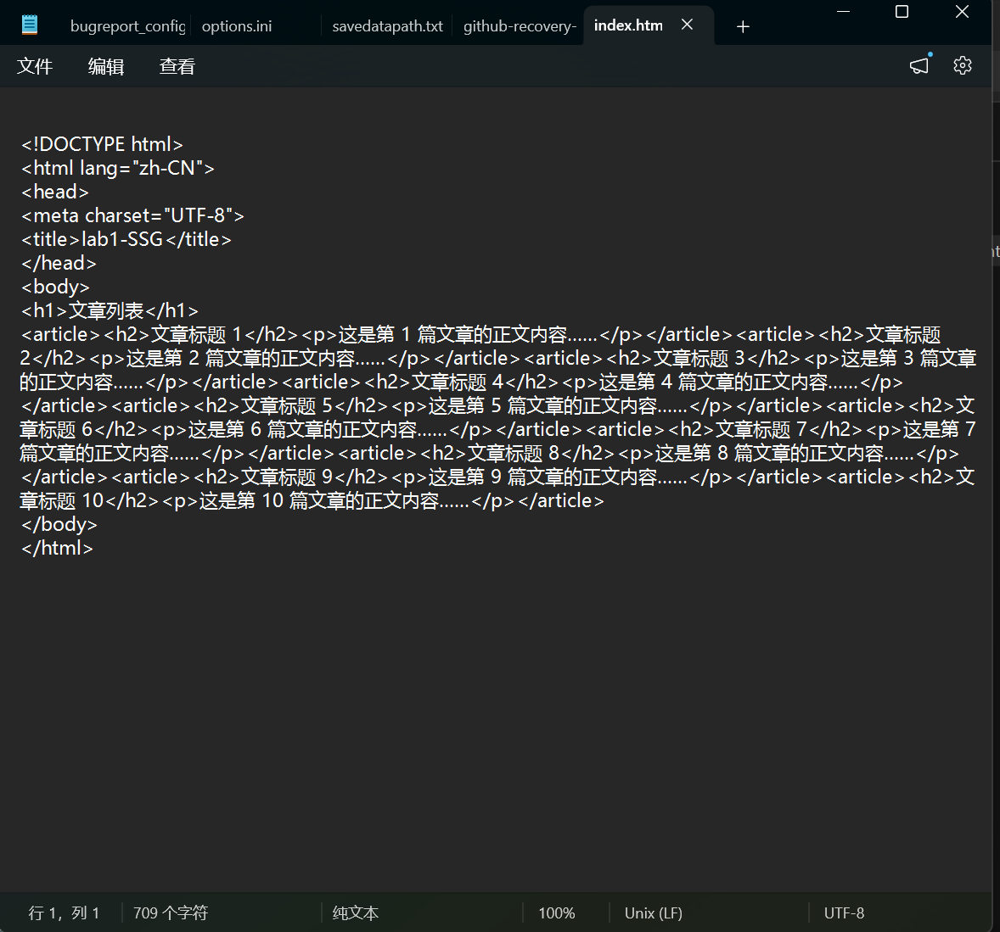 bugreport_config
options.ini
savedatapath.txt
github-recovery-
index.htm
文件 编辑 查看
<!DOCTYPE html>
<html lang="zh-CN">
<head>
<meta charset="UTF-8">
<title>lab1-SSG</title>
</head>
<body>
<h1>文章列表</h1>
<article><h2>文章标题 1</h2><p>这是第 1 篇文章的正文内容……</p></article><article><h2>文章标题
2</h2><p>这是第 2 篇文章的正文内容……</p></article><article><h2>文章标题 3</h2><p>这是第 3 篇文章
的正文内容……</p></article><article><h2>文章标题 4</h2><p>这是第 4 篇文章的正文内容……</p>
</article><article><h2>文章标题 5</h2><p>这是第 5 篇文章的正文内容……</p></article><article><h2>文
章标题 6</h2><p>这是第 6 篇文章的正文内容……</p></article><article><h2>文章标题 7</h2><p>这是第 7
篇文章的正文内容……</p></article><article><h2>文章标题 8</h2><p>这是第 8 篇文章的正文内容……</p>
</article><article><h2>文章标题 9</h2><p>这是第 9 篇文章的正文内容……</p></article><article><h2>文
章标题 10</h2><p>这是第 10 篇文章的正文内容……</p></article>
</body>
</html>
行 1，列 1
709 个字符
纯文本
100%
Unix (LF)
UTF-8